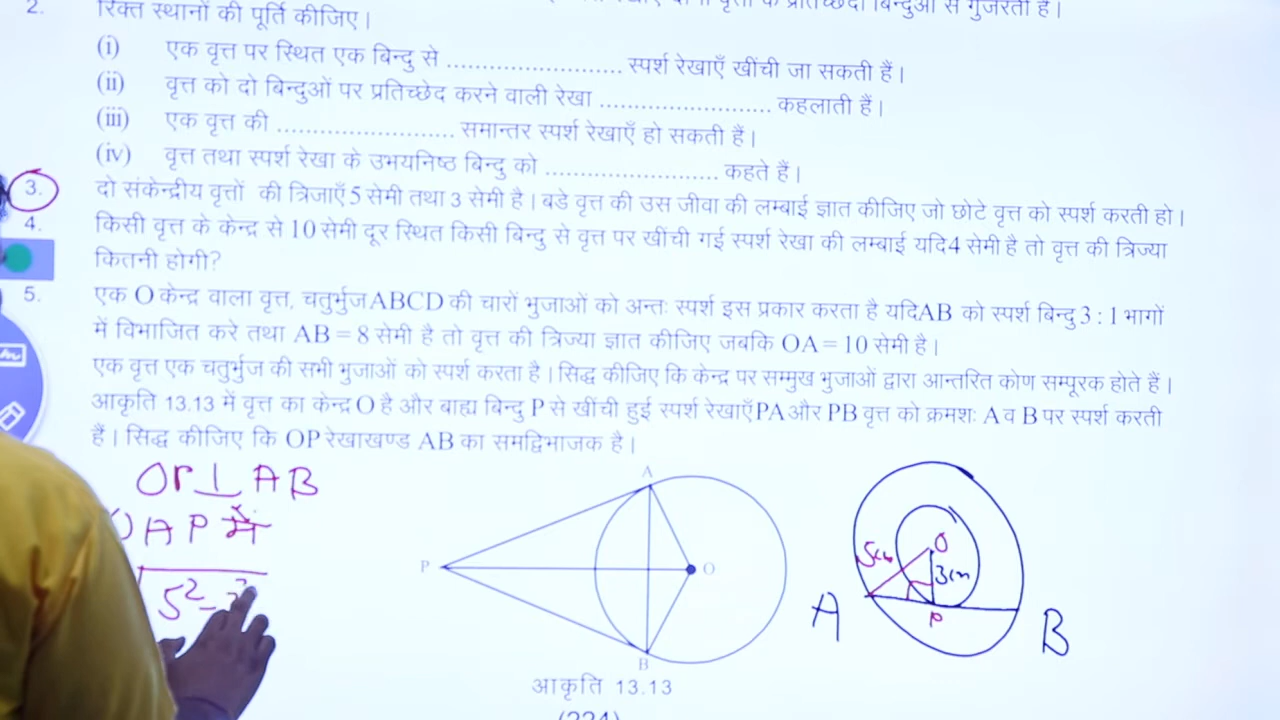 2. रिक्त स्थानों की पूर्ति कीजिए।
(i) एक वृत्त पर स्थित एक बिन्दु से ........................ स्पर्श रेखाएँ खींची जा सकती हैं।
(ii) वृत्त को दो बिन्दुओं पर प्रतिच्छेद करने वाली रेखा ........................ कहलाती हैं।
(iii) एक वृत्त की ........................ समान्तर स्पर्श रेखाएँ हो सकती हैं।
(iv) वृत्त तथा स्पर्श रेखा के उभयनिष्ठ बिन्दु को ........................ कहते हैं।
3. दो संकेन्द्रीय वृत्तों की त्रिजाएँ 5 सेमी तथा 3 सेमी है। बडे वृत्त की उस जीवा की लम्बाई ज्ञात कीजिए जो छोटे वृत्त को स्पर्श करती हो।
4. किसी वृत्त के केन्द्र से 10 सेमी दूर स्थित किसी बिन्दु से वृत्त पर खींची गई स्पर्श रेखा की लम्बाई यदि 4 सेमी है तो वृत्त की त्रिज्या
कितनी होगी?
5. एक O केन्द्र वाला वृत्त, चतुर्भुज ABCD की चारों भुजाओं को अन्तः स्पर्श इस प्रकार करता है यदि AB को स्पर्श बिन्दु 3 : 1 भागों
में विभाजित करे तथा AB = 8 सेमी है तो वृत्त की त्रिज्या ज्ञात कीजिए जबकि OA = 10 सेमी है।
एक वृत्त एक चतुर्भुज की सभी भुजाओं को स्पर्श करता है। सिद्ध कीजिए कि केन्द्र पर सम्मुख भुजाओं द्वारा आन्तरित कोण सम्पूरक होते हैं।
आकृति 13.13 में वृत्त का केन्द्र O है और बाह्य बिन्दु P से खींची हुई स्पर्श रेखाएँ PA और PB वृत्त को क्रमशः A व B पर स्पर्श करती
हैं। सिद्ध कीजिए कि OP रेखाखण्ड AB का समद्विभाजक है।
OP ⊥ AB
OAP में
5² -
P A O B
5cm O 3cm
A P B
आकृति 13.13
(224)